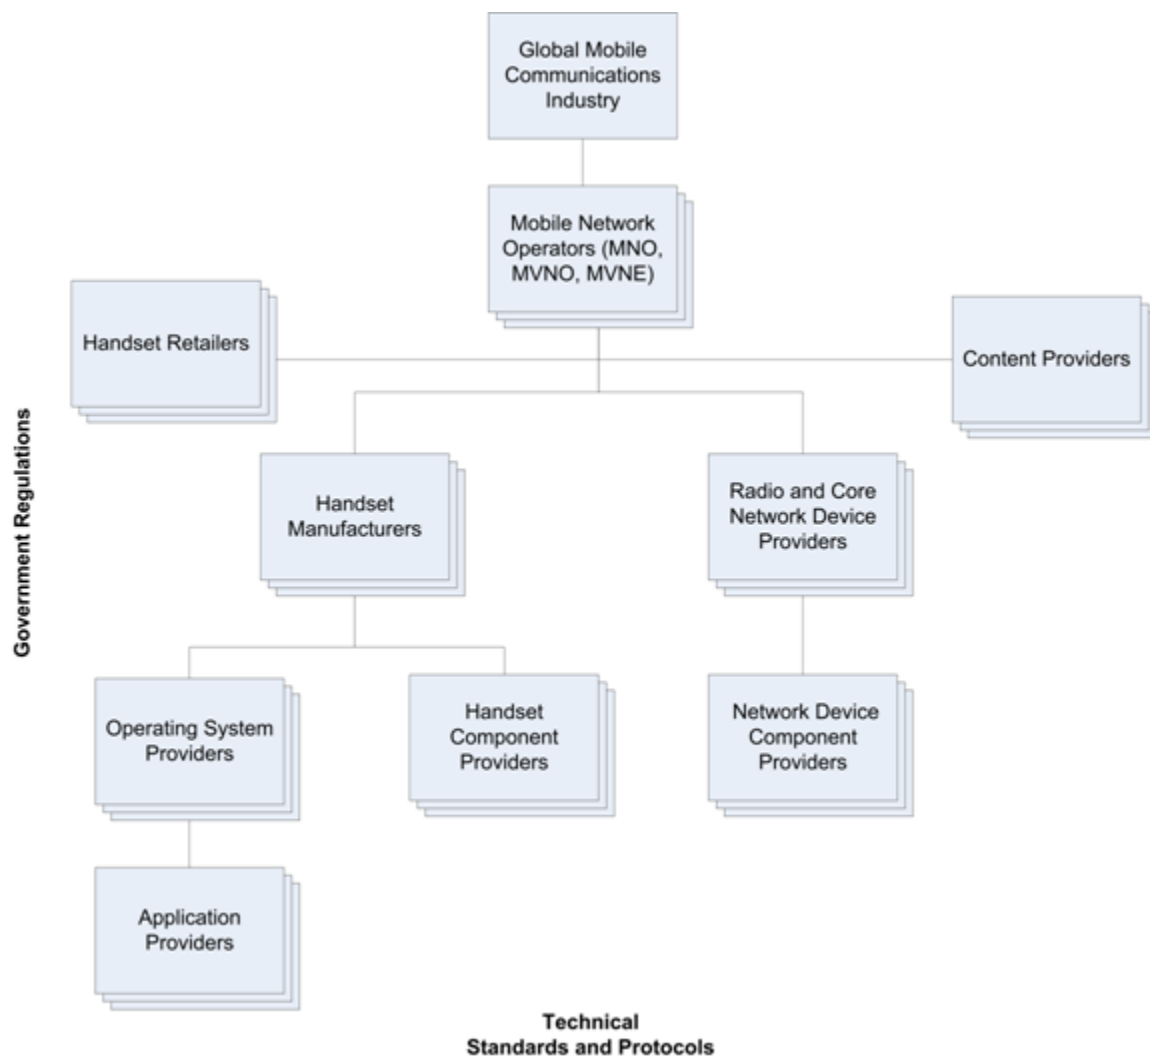 Global Mobile
Communications
Industry
Mobile Network
Operators (MNO,
MVNO, MVNE)
Handset Retailers
Content Providers
Government Regulations
Handset
Manufacturers
Radio and Core
Network Device
Providers
Operating System
Providers
Handset
Component
Providers
Network Device
Component
Providers
Application
Providers
Technical
Standards and Protocols